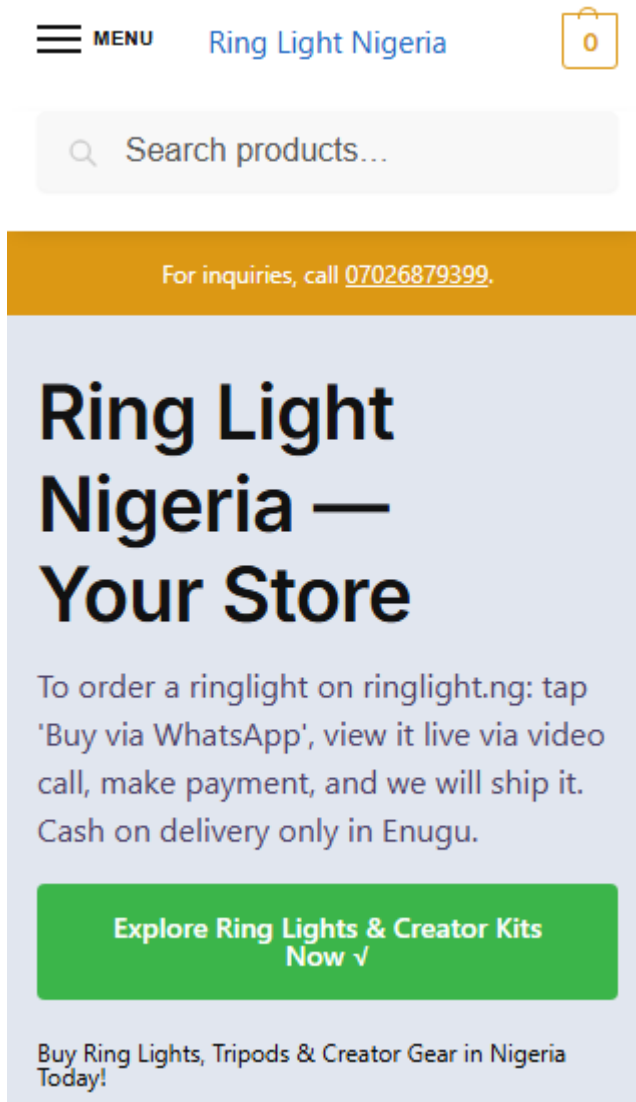 MENU
Ring Light Nigeria
0
Search products...
For inquiries, call 07026879399.
Ring Light
Nigeria —
Your Store
To order a ringlight on ringlight.ng: tap
'Buy via WhatsApp', view it live via video
call, make payment, and we will ship it.
Cash on delivery only in Enugu.
Explore Ring Lights & Creator Kits
Now √
Buy Ring Lights, Tripods & Creator Gear in Nigeria
Today!